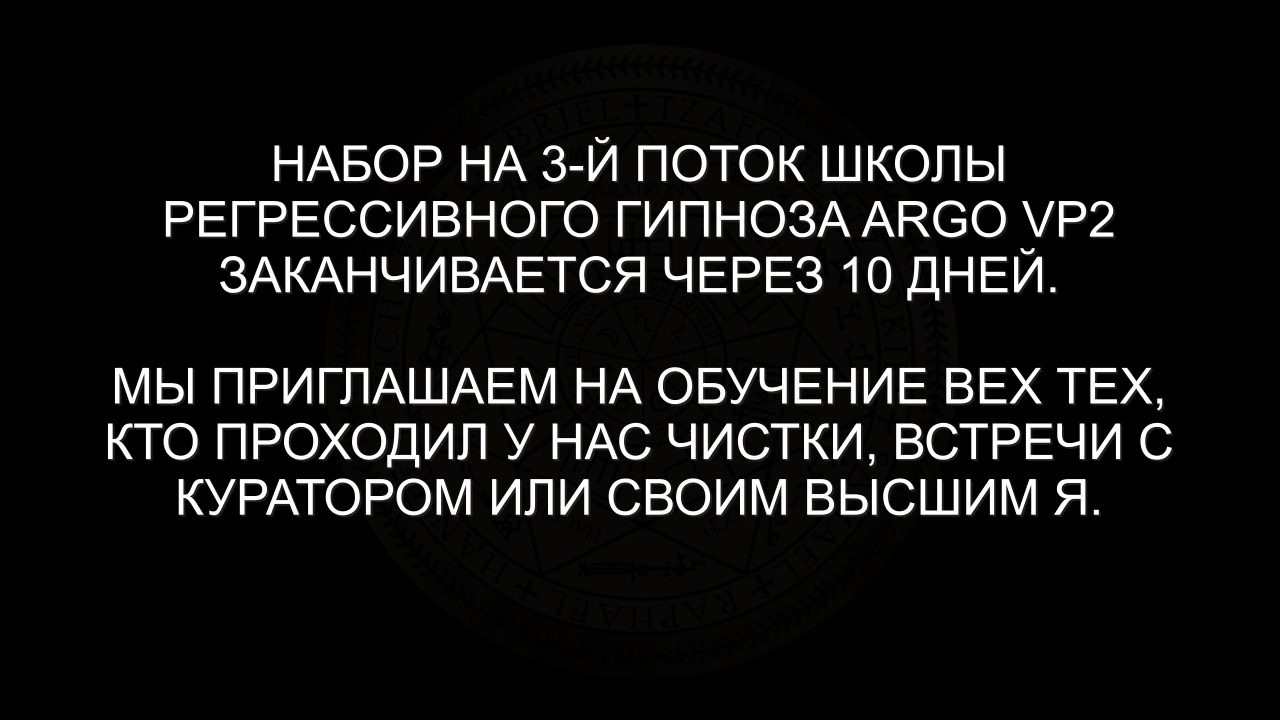 НАБОР НА 3-Й ПОТОК ШКОЛЫ
РЕГРЕССИВНОГО ГИПНОЗА ARGO VP2
ЗАКАНЧИВАЕТСЯ ЧЕРЕЗ 10 ДНЕЙ.
МЫ ПРИГЛАШАЕМ НА ОБУЧЕНИЕ ВЕХ ТЕХ,
КТО ПРОХОДИЛ У НАС ЧИСТКИ, ВСТРЕЧИ С
КУРАТОРОМ ИЛИ СВОИМ ВЫСШИМ Я.
RAPHAEL